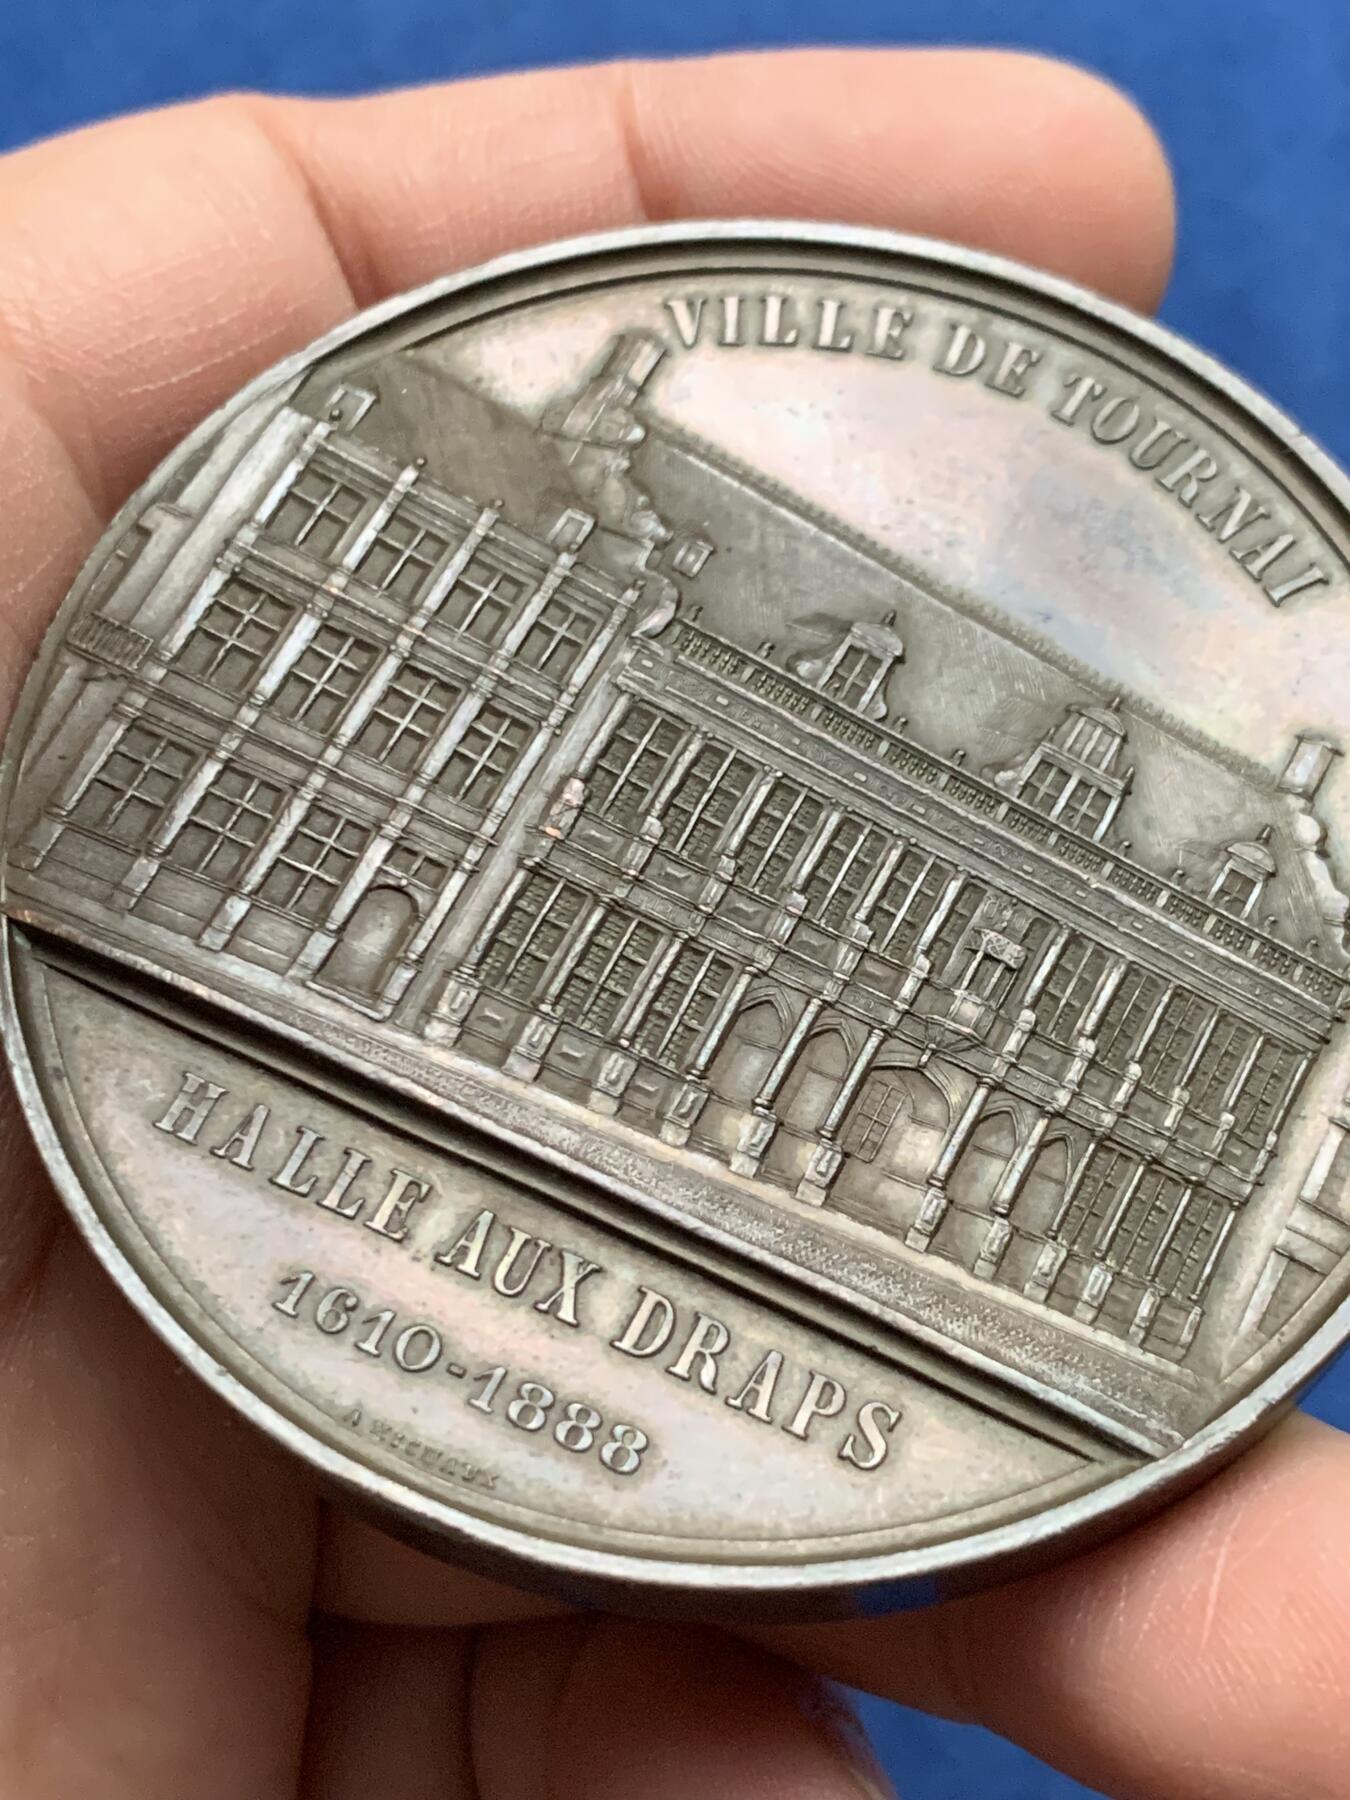 VILLE DE TOURNAI
HALLE AUX DRAPS
1610-1888